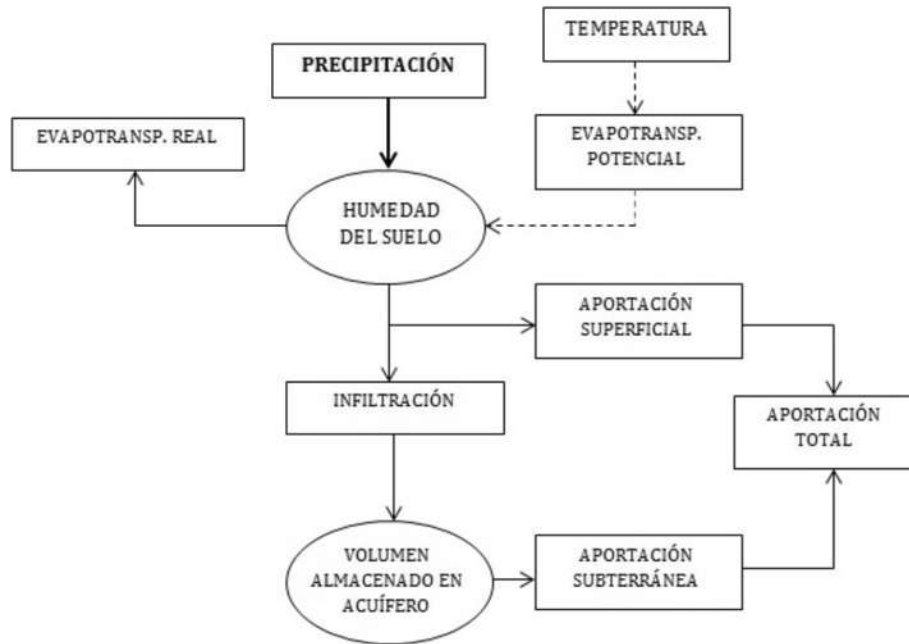 TEMPERATURA
PRECIPITACIÓN
EVAPOTRANSP. REAL
EVAPOTRANSP.
POTENCIAL
HUMEDAD
DEL SUELO
APORTACIÓN
SUPERFICIAL
INFILTRACIÓN
APORTACIÓN
TOTAL
VOLUMEN
ALMACENADO EN
ACUÍFERO
APORTACIÓN
SUBTERRÁNEA